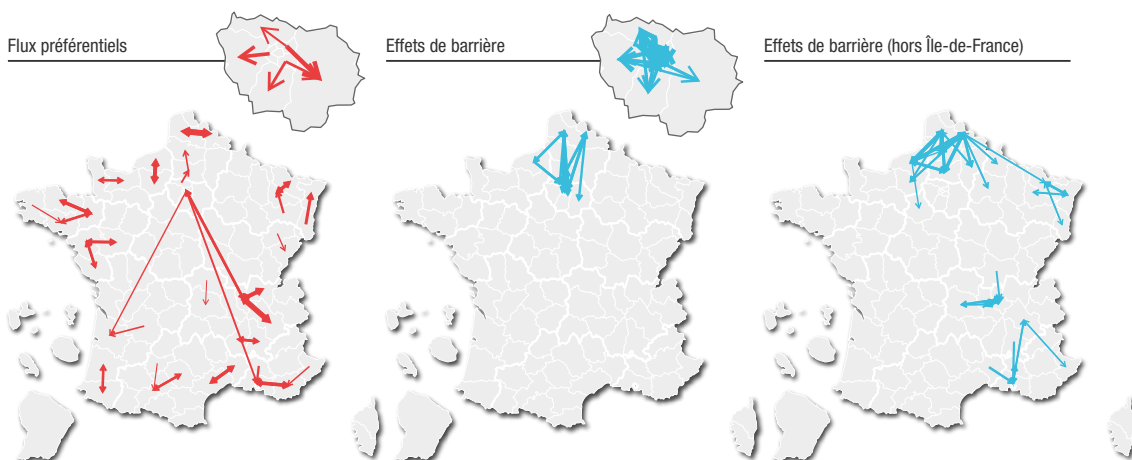 Flux préférentiels
Effets de barrière
Effets de barrière (hors Île-de-France)